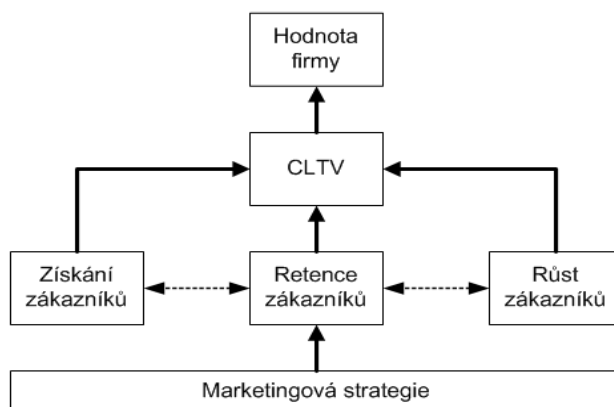 Hodnota
firmy
CLTV
Získání
zákazníků
Retence
zákazníků
Růst
zákazníků
Marketingová strategie